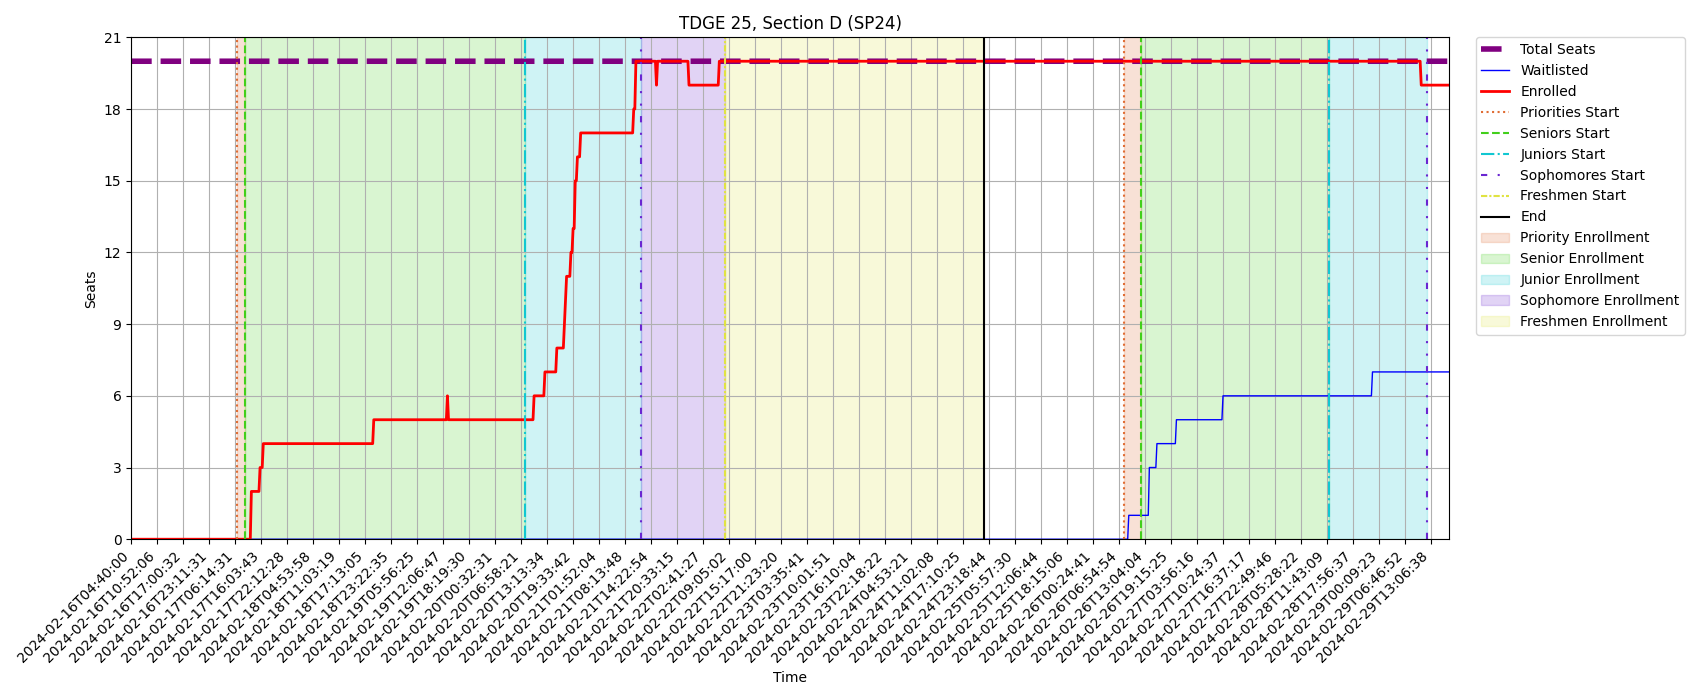 TDGE 25, Section D (SP24)
21
18
15
12
9
6
3
0
Seats
2024-02-16T04:40:00
2024-02-16T10:52:06
2024-02-16T17:00:32
2024-02-16T23:11:31
2024-02-17T06:14:31
2024-02-17T16:03:43
2024-02-17T22:12:28
2024-02-18T04:53:58
2024-02-18T11:03:19
2024-02-18T17:13:05
2024-02-18T23:22:35
2024-02-19T05:56:25
2024-02-19T12:06:47
2024-02-19T18:19:30
2024-02-20T00:32:31
2024-02-20T06:58:21
2024-02-20T13:13:34
2024-02-20T19:33:42
2024-02-21T01:52:04
2024-02-21T08:13:48
2024-02-21T14:22:54
2024-02-21T20:33:15
2024-02-22T02:41:27
2024-02-22T09:05:02
2024-02-22T15:17:00
2024-02-22T21:23:20
2024-02-23T03:35:41
2024-02-23T10:01:51
2024-02-23T16:10:04
2024-02-23T22:18:22
2024-02-24T04:53:21
2024-02-24T11:02:08
2024-02-24T17:10:25
2024-02-24T23:18:44
2024-02-25T05:57:30
2024-02-25T12:06:44
2024-02-25T18:15:06
2024-02-26T00:24:41
2024-02-26T06:54:54
2024-02-26T13:04:04
2024-02-26T19:15:25
2024-02-27T03:56:16
2024-02-27T10:24:37
2024-02-27T16:37:17
2024-02-27T22:49:46
2024-02-28T05:28:22
2024-02-28T11:43:09
2024-02-28T17:56:37
2024-02-29T00:09:23
2024-02-29T06:46:52
2024-02-29T13:06:38
Time
Total Seats
Waitlisted
Enrolled
Priorities Start
Seniors Start
Juniors Start
Sophomores Start
Freshmen Start
End
Priority Enrollment
Senior Enrollment
Junior Enrollment
Sophomore Enrollment
Freshmen Enrollment